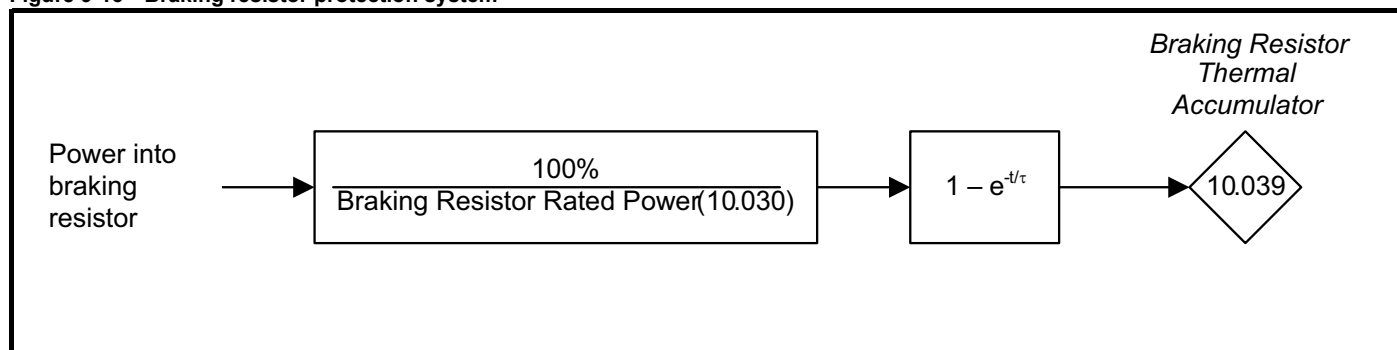 Braking Resistor
Thermal
Accumulator
Power into
braking
resistor
100%
Braking Resistor Rated Power(10.030)
1 – e-t/τ
10.039